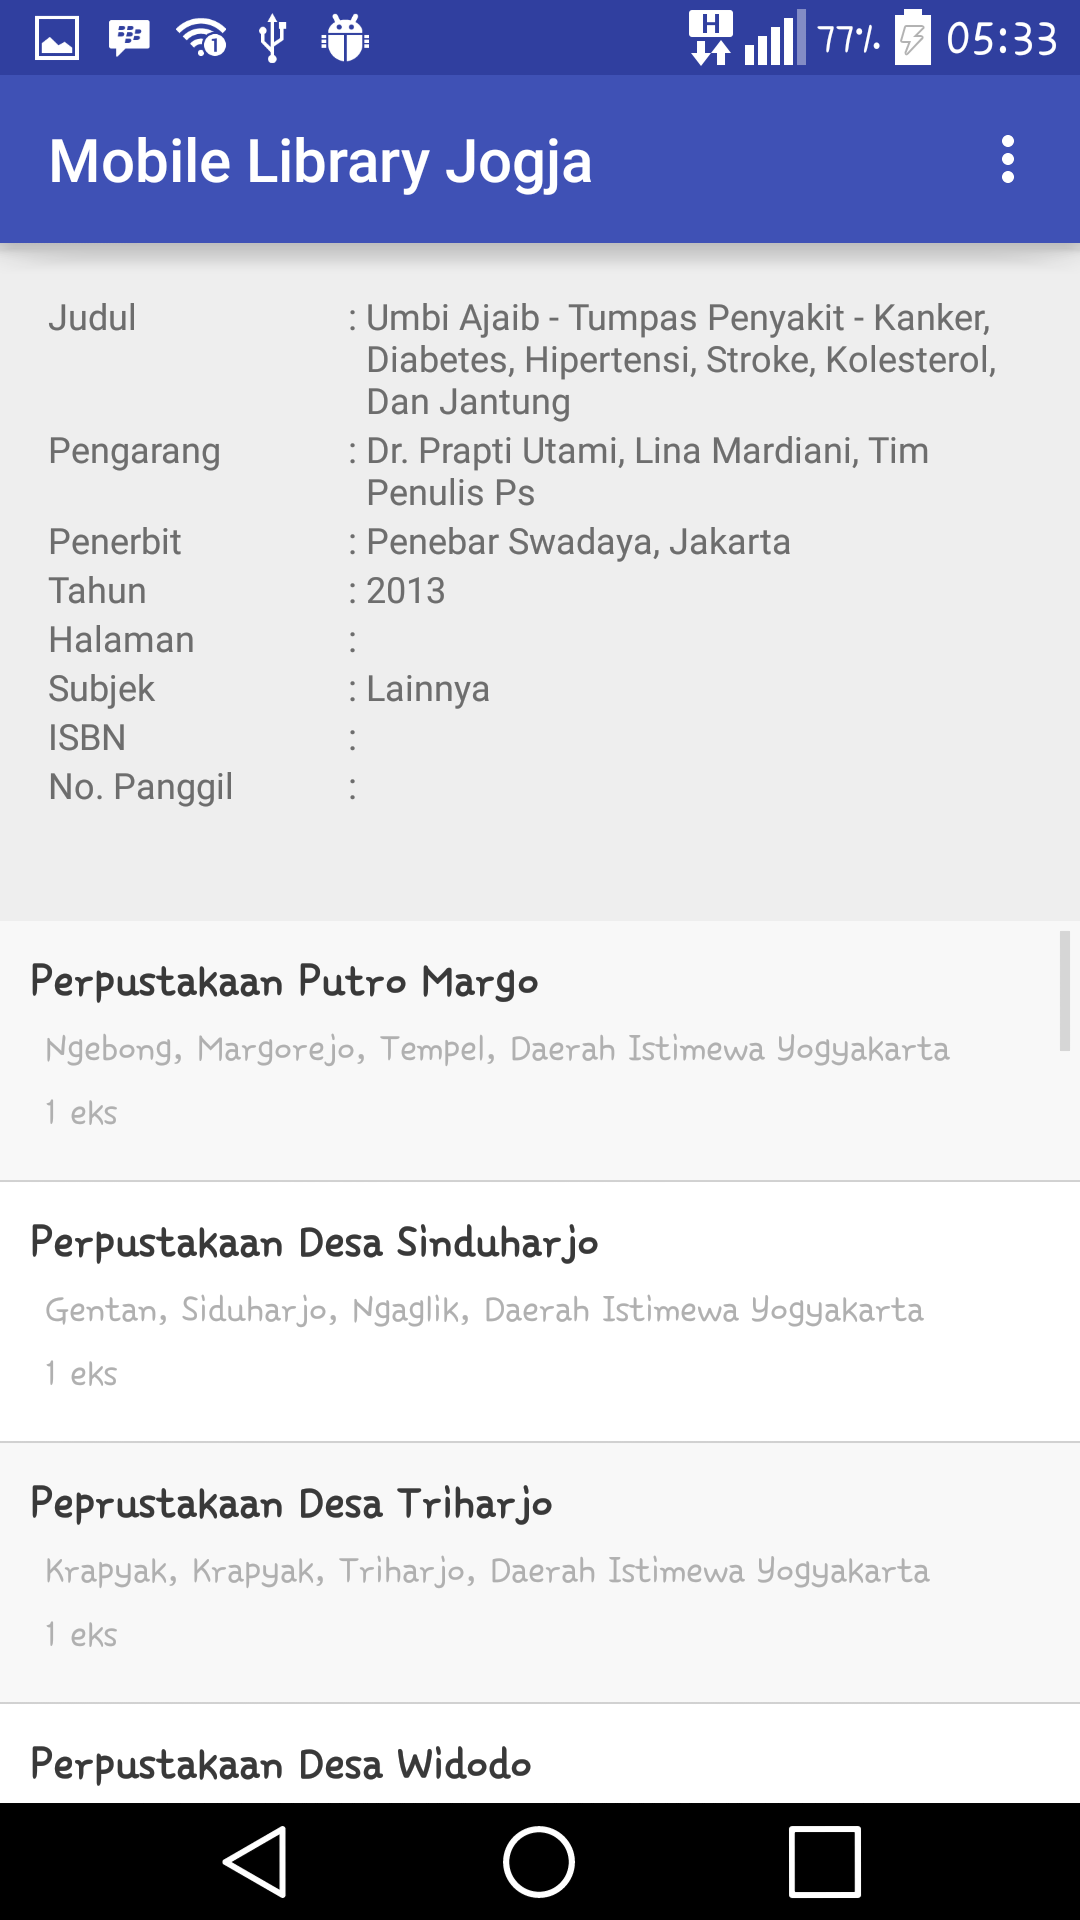 H 77% 05:33
Mobile Library Jogja
Judul : Umbi Ajaib - Tumpas Penyakit - Kanker,
Diabetes, Hipertensi, Stroke, Kolesterol,
Dan Jantung
Pengarang : Dr. Prapti Utami, Lina Mardiani, Tim
Penulis Ps
Penerbit : Penebar Swadaya, Jakarta
Tahun : 2013
Halaman :
Subjek : Lainnya
ISBN :
No. Panggil :
Perpustakaan Putro Margo
Ngebong, Margorejo, Tempel, Daerah Istimewa Yogyakarta
1 eks
Perpustakaan Desa Sinduharjo
Gentan, Siduharjo, Ngaglik, Daerah Istimewa Yogyakarta
1 eks
Peprustakaan Desa Triharjo
Krapyak, Krapyak, Triharjo, Daerah Istimewa Yogyakarta
1 eks
Perpustakaan Desa Widodo